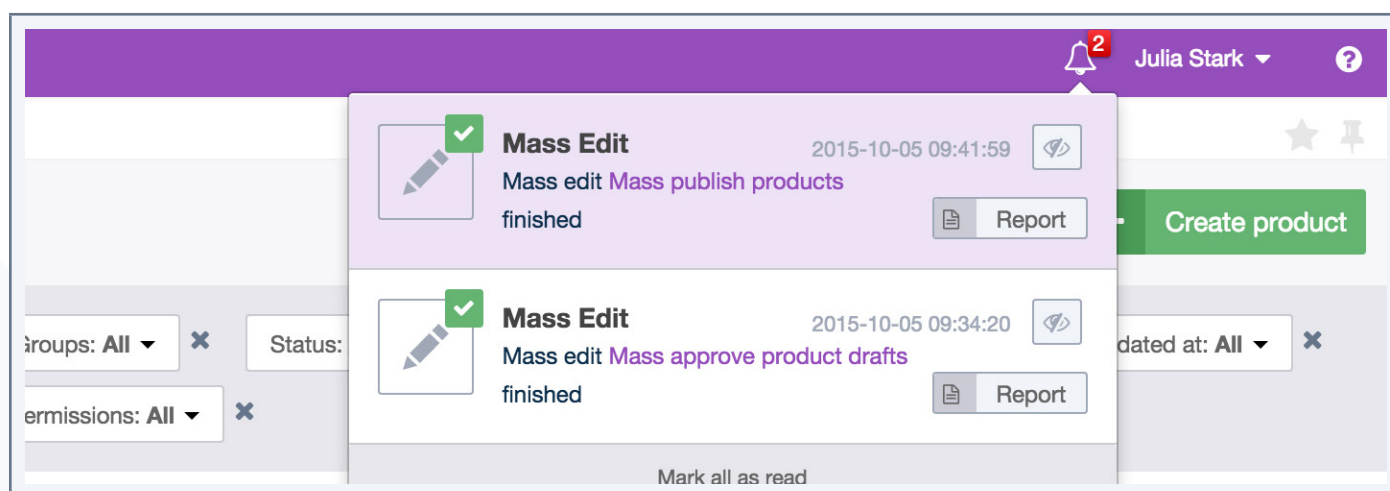 2
Julia Stark
Mass Edit
2015-10-05 09:41:59
Mass edit Mass publish products
finished
Report
Create product
Mass Edit
2015-10-05 09:34:20
Groups: All
Status:
dated at: All
Mass edit Mass approve product drafts
finished
Report
ermissions: All
Mark all as read